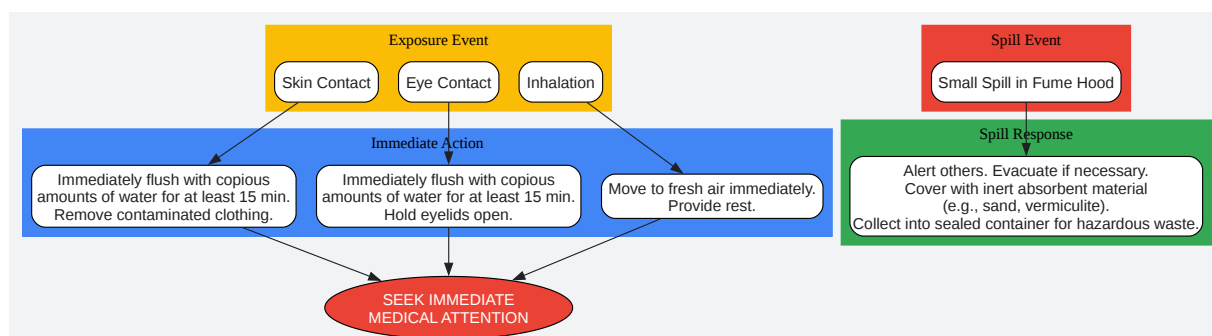 Exposure Event
Skin Contact
Eye Contact
Inhalation
Immediate Action
Immediately flush with copious
amounts of water for at least 15 min.
Remove contaminated clothing.
Immediately flush with copious
amounts of water for at least 15 min.
Hold eyelids open.
Move to fresh air immediately.
Provide rest.
SEEK IMMEDIATE
MEDICAL ATTENTION
Spill Event
Small Spill in Fume Hood
Spill Response
Alert others. Evacuate if necessary.
Cover with inert absorbent material
(e.g., sand, vermiculite).
Collect into sealed container for hazardous waste.